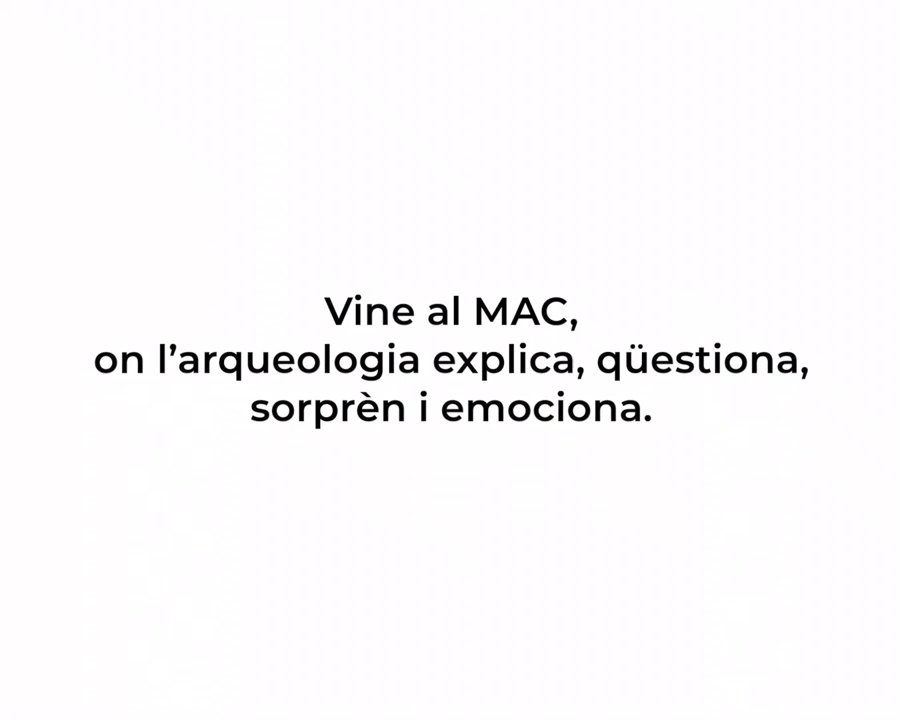 Vine al MAC,
on l’arqueologia explica, qüestiona,
sorprèn i emociona.